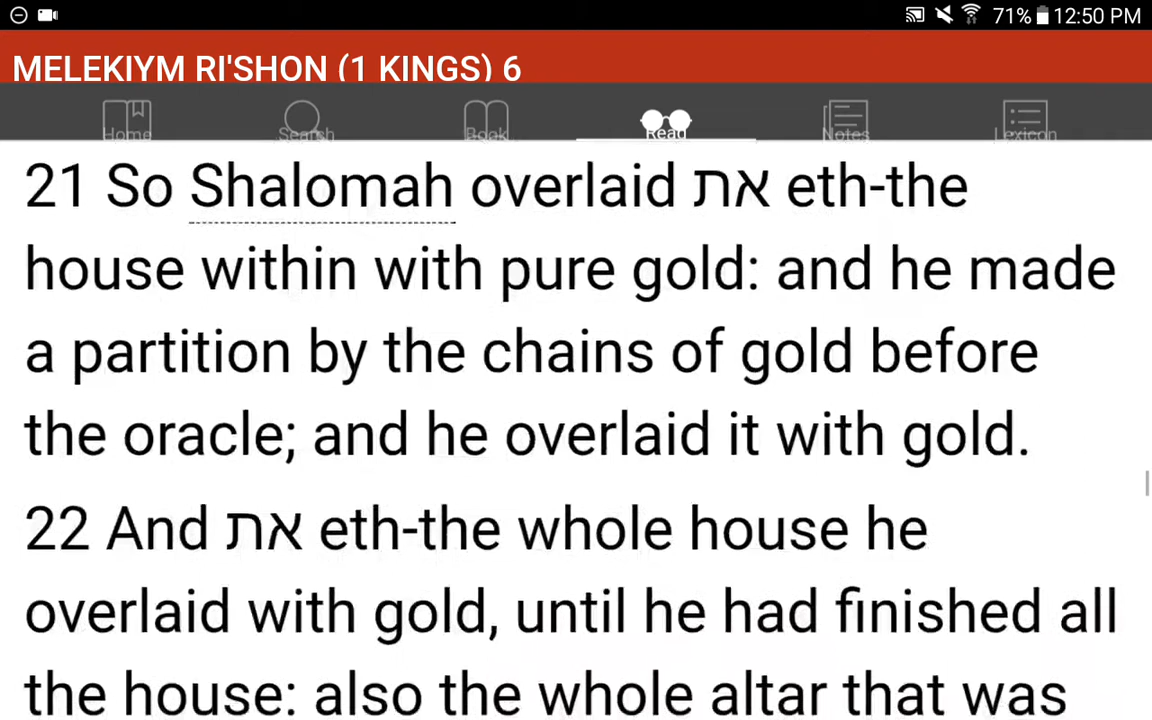 71% 12:50 PM
MELEKIYM RI'SHON (1 KINGS) 6
Home Search Book Read Notes Lexicon
21 So Shalomah overlaid את eth-the
house within with pure gold: and he made
a partition by the chains of gold before
the oracle; and he overlaid it with gold.
22 And את eth-the whole house he
overlaid with gold, until he had finished all
the house: also the whole altar that was